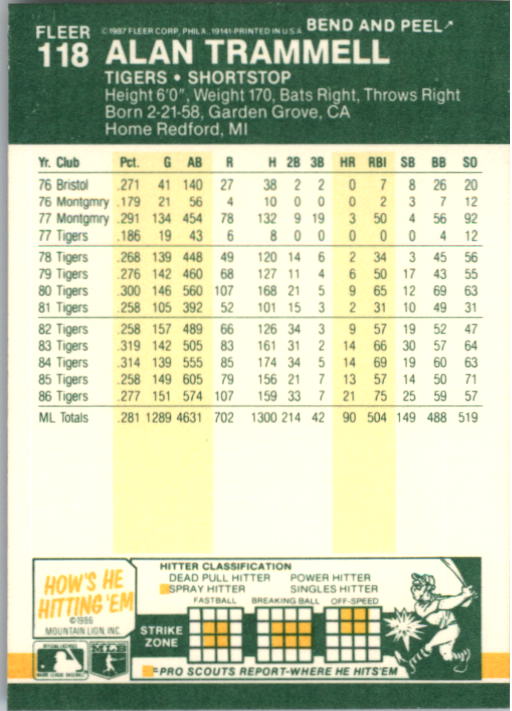 FLEER
118
©1987 FLEER CORP., PHILA., 19141-PRINTED IN U.S.A.
BEND AND PEEL
ALAN TRAMMELL
TIGERS • SHORTSTOP
Height 6'0", Weight 170, Bats Right, Throws Right
Born 2-21-58, Garden Grove, CA
Home Redford, MI
Yr. Club Pct. G AB R H 2B 3B HR RBI SB BB SO
76 Bristol .271 41 140 27 38 2 2 0 7 8 26 20
76 Montgmry .179 21 56 4 10 0 0 0 2 3 7 12
77 Montgmry .291 134 454 78 132 9 19 3 50 4 56 92
77 Tigers .186 19 43 6 8 0 0 0 0 0 4 12
78 Tigers .268 139 448 49 120 14 6 2 34 3 45 56
79 Tigers .276 142 460 68 127 11 4 6 50 17 43 55
80 Tigers .300 146 560 107 168 21 5 9 65 12 69 63
81 Tigers .258 105 392 52 101 15 3 2 31 10 49 31
82 Tigers .258 157 489 66 126 34 3 9 57 19 52 47
83 Tigers .319 142 505 83 161 31 2 14 66 30 57 64
84 Tigers .314 139 555 85 174 34 5 14 69 19 60 63
85 Tigers .258 149 605 79 156 21 7 13 57 14 50 71
86 Tigers .277 151 574 107 159 33 7 21 75 25 59 57
ML Totals .281 1289 4631 702 1300 214 42 90 504 149 488 519
HOW'S HE
HITTING 'EM
©1986
MOUNTAIN LION, INC.
HITTER CLASSIFICATION
DEAD PULL HITTER POWER HITTER
SPRAY HITTER SINGLES HITTER
FASTBALL BREAKING BALL OFF-SPEED
STRIKE
ZONE
=PRO SCOUTS REPORT-WHERE HE HITS 'EM